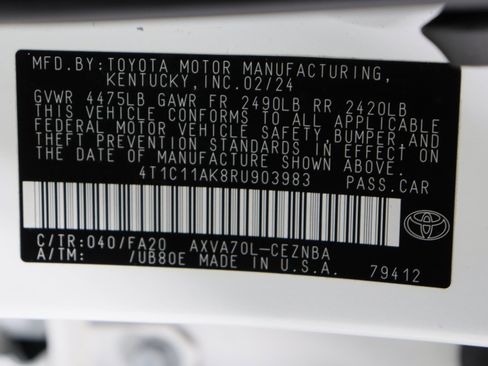 MFD.BY: TOYOTA MOTOR MANUFACTURING,
KENTUCKY, INC. 02/24
GVWR 4475LB GAWR FR 2490LB RR 2420LB
THIS VEHICLE CONFORMS TO ALL APPLICABLE
FEDERAL MOTOR VEHICLE SAFETY, BUMPER AND
THEFT PREVENTION STANDARDS IN EFFECT ON
THE DATE OF MANUFACTURE SHOWN ABOVE.
4T1C11AK8RU903983 PASS.CAR
C/TR: 040/FA20 AXVA70L-CEZNBA
A/TM: /UB80E MADE IN U.S.A.
79412
TOYOTA